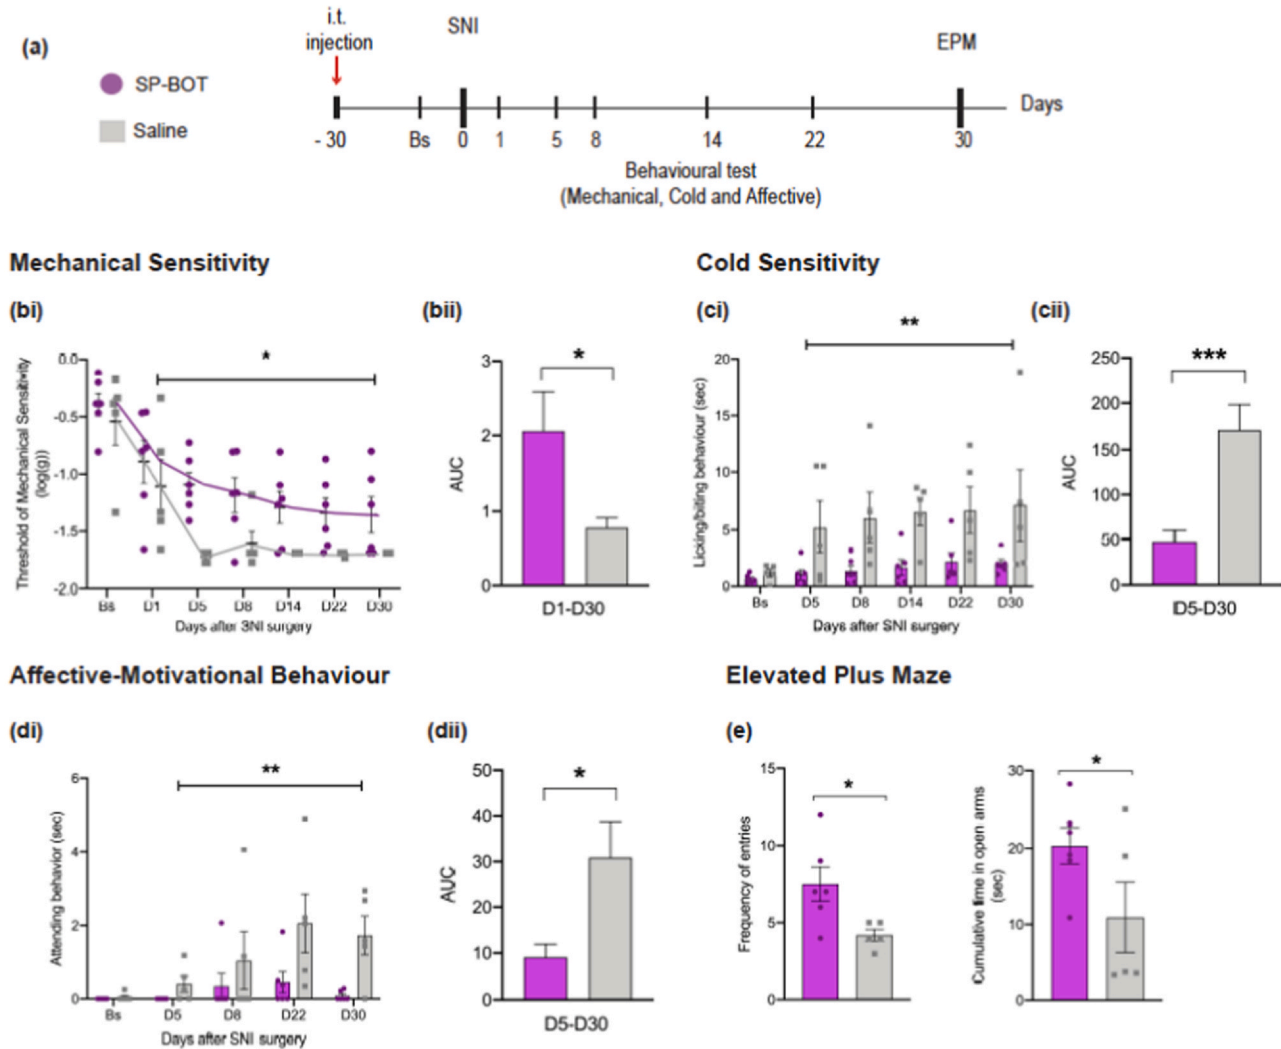 (a)
SP-BOT
Saline
i.t.
injection
SNI
EPM
Days
- 30
Bs
0
1
5
8
14
22
30
Behavioural test
(Mechanical, Cold and Affective)
Mechanical Sensitivity
Cold Sensitivity
(bi)
Threshold of Mechanical Sensitivity
(log(g))
0.0
-0.5
-1.0
-1.5
-2.0
*
Bs D1 D5 D8 D14 D22 D30
Days after 3NI surgery
(bii)
AUC
3
2
1
0
*
D1-D30
(ci)
Licking/biting behaviour (sec)
20
15
10
5
0
**
Bs D5 D8 D14 D22 D30
Days after SNI surgery
(cii)
AUC
250
200
150
100
50
0
***
D5-D30
Affective-Motivational Behaviour
Elevated Plus Maze
(di)
Attending behavior (sec)
6
4
2
0
**
Bs D5 D8 D22 D30
Days after SNI surgery
(dii)
AUC
50
40
30
20
10
0
*
D5-D30
(e)
Frequency of entries
15
10
5
0
*
Cumulative time in open arms
(sec)
30
20
10
0
*